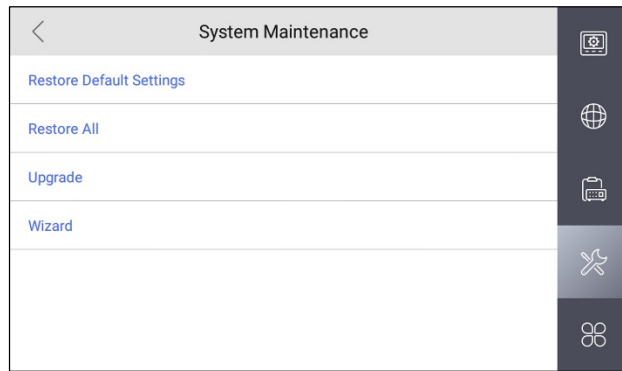 System Maintenance
Restore Default Settings
Restore All
Upgrade
Wizard